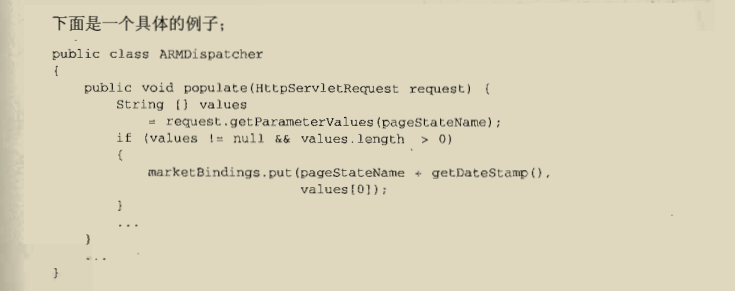 下面是一个具体的例子；
public class ARMDispatcher
{
    public void populate(HttpServletRequest request) {
        String [] values
            = request.getParameterValues(pageStateName);
        if (values != null && values.length > 0)
        {
            marketBindings.put(pageStateName + getDateStamp(),
                               values[0]);
        }
        ...
    }
    ...
}